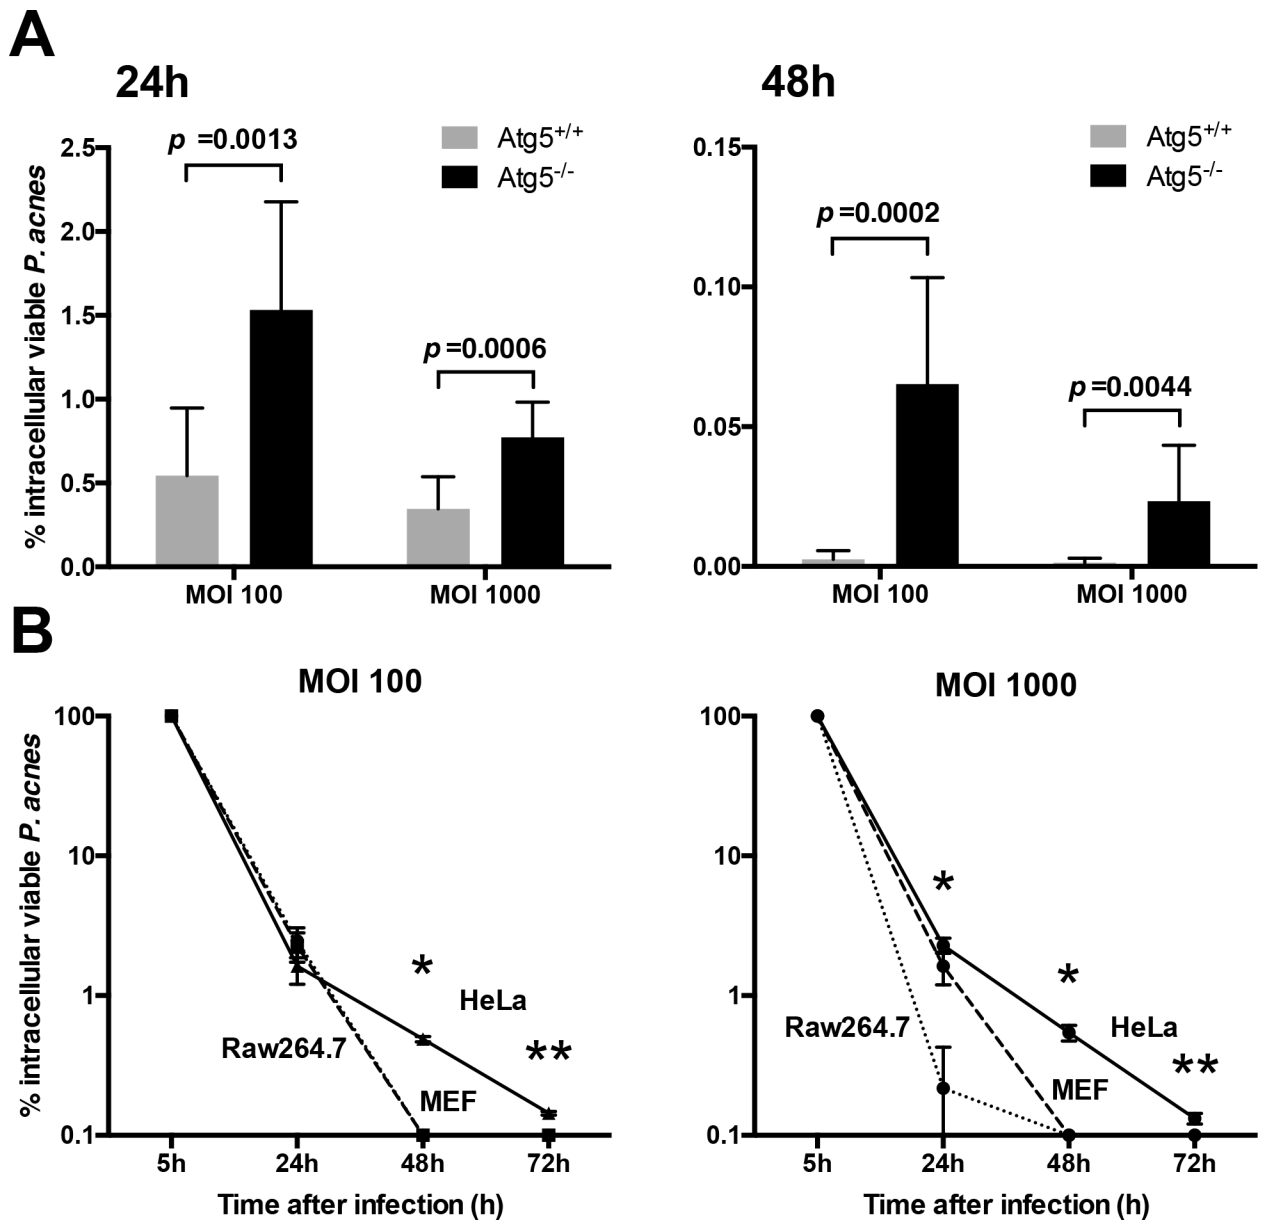 A
24h
48h
% intracellular viable P. acnes
2.5
2.0
1.5
1.0
0.5
0.0
p =0.0013
p =0.0006
Atg5+/+
Atg5-/-
MOI 100
MOI 1000
0.15
0.10
0.05
0.00
p =0.0002
p =0.0044
Atg5+/+
Atg5-/-
MOI 100
MOI 1000
B
MOI 100
% intracellular viable P. acnes
100
10
1
0.1
*
**
HeLa
Raw264.7
MEF
5h
24h
48h
72h
Time after infection (h)
MOI 1000
100
10
1
0.1
*
*
**
Raw264.7
HeLa
MEF
5h
24h
48h
72h
Time after infection (h)